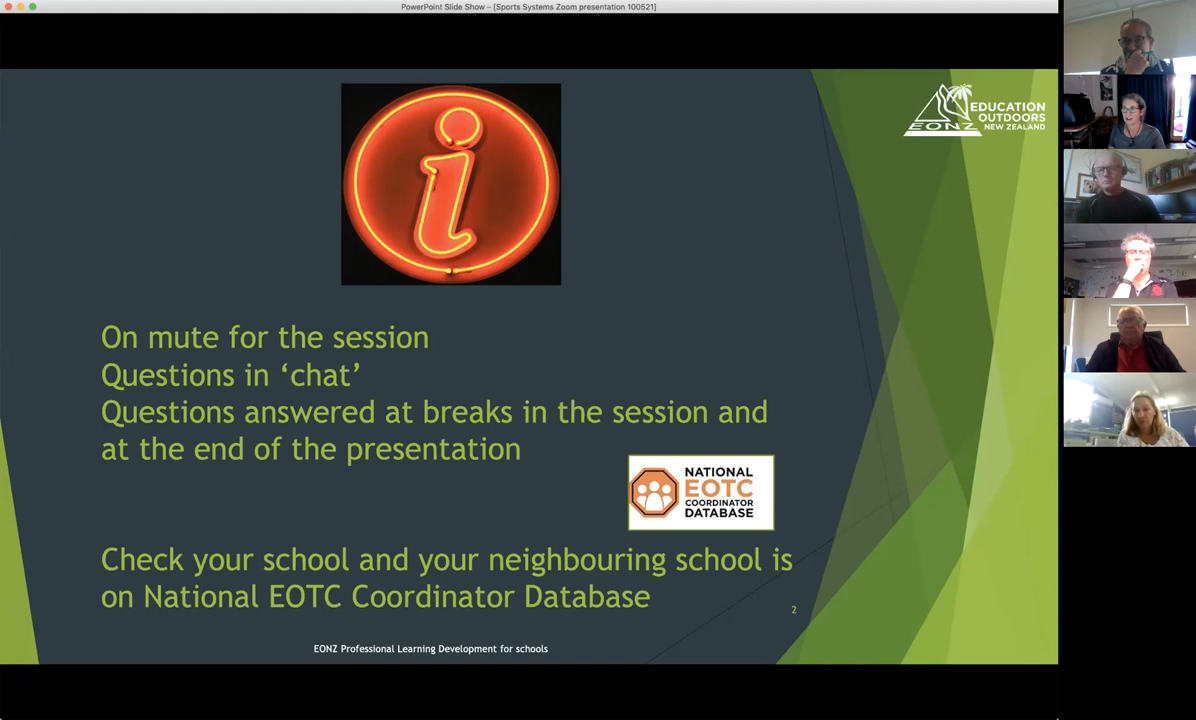 PowerPoint Slide Show – [Sports Systems Zoom presentation 100521]
EDUCATION
OUTDOORS
NEW ZEALAND
EONZ
i
On mute for the session
Questions in ‘chat’
Questions answered at breaks in the session and
at the end of the presentation
NATIONAL
EOTC
COORDINATOR
DATABASE
Check your school and your neighbouring school is
on National EOTC Coordinator Database
2
EONZ Professional Learning Development for schools